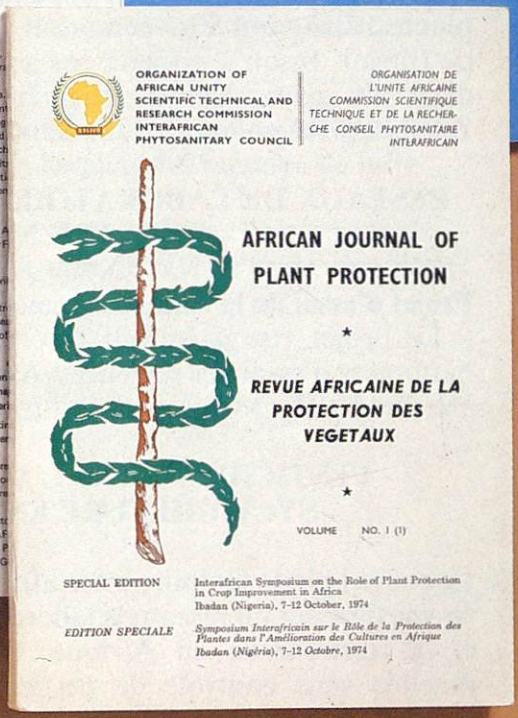 ORGANIZATION OF
AFRICAN UNITY
SCIENTIFIC TECHNICAL AND
RESEARCH COMMISSION
INTERAFRICAN
PHYTOSANITARY COUNCIL
ORGANISATION DE
L'UNITE AFRICAINE
COMMISSION SCIENTIFIQUE
TECHNIQUE ET DE LA RECHER-
CHE CONSEIL PHYTOSANITAIRE
INTERAFRICAIN
AFRICAN JOURNAL OF
PLANT PROTECTION
★
REVUE AFRICAINE DE LA
PROTECTION DES
VEGETAUX
★
VOLUME NO. 1 (1)
SPECIAL EDITION
Interafrican Symposium on the Role of Plant Protection
in Crop Improvement in Africa
Ibadan (Nigeria), 7-12 October, 1974
EDITION SPECIALE
Symposium Interafricain sur le Rôle de la Protection des
Plantes dans l'Amélioration des Cultures en Afrique
Ibadan (Nigéria), 7-12 Octobre, 1974